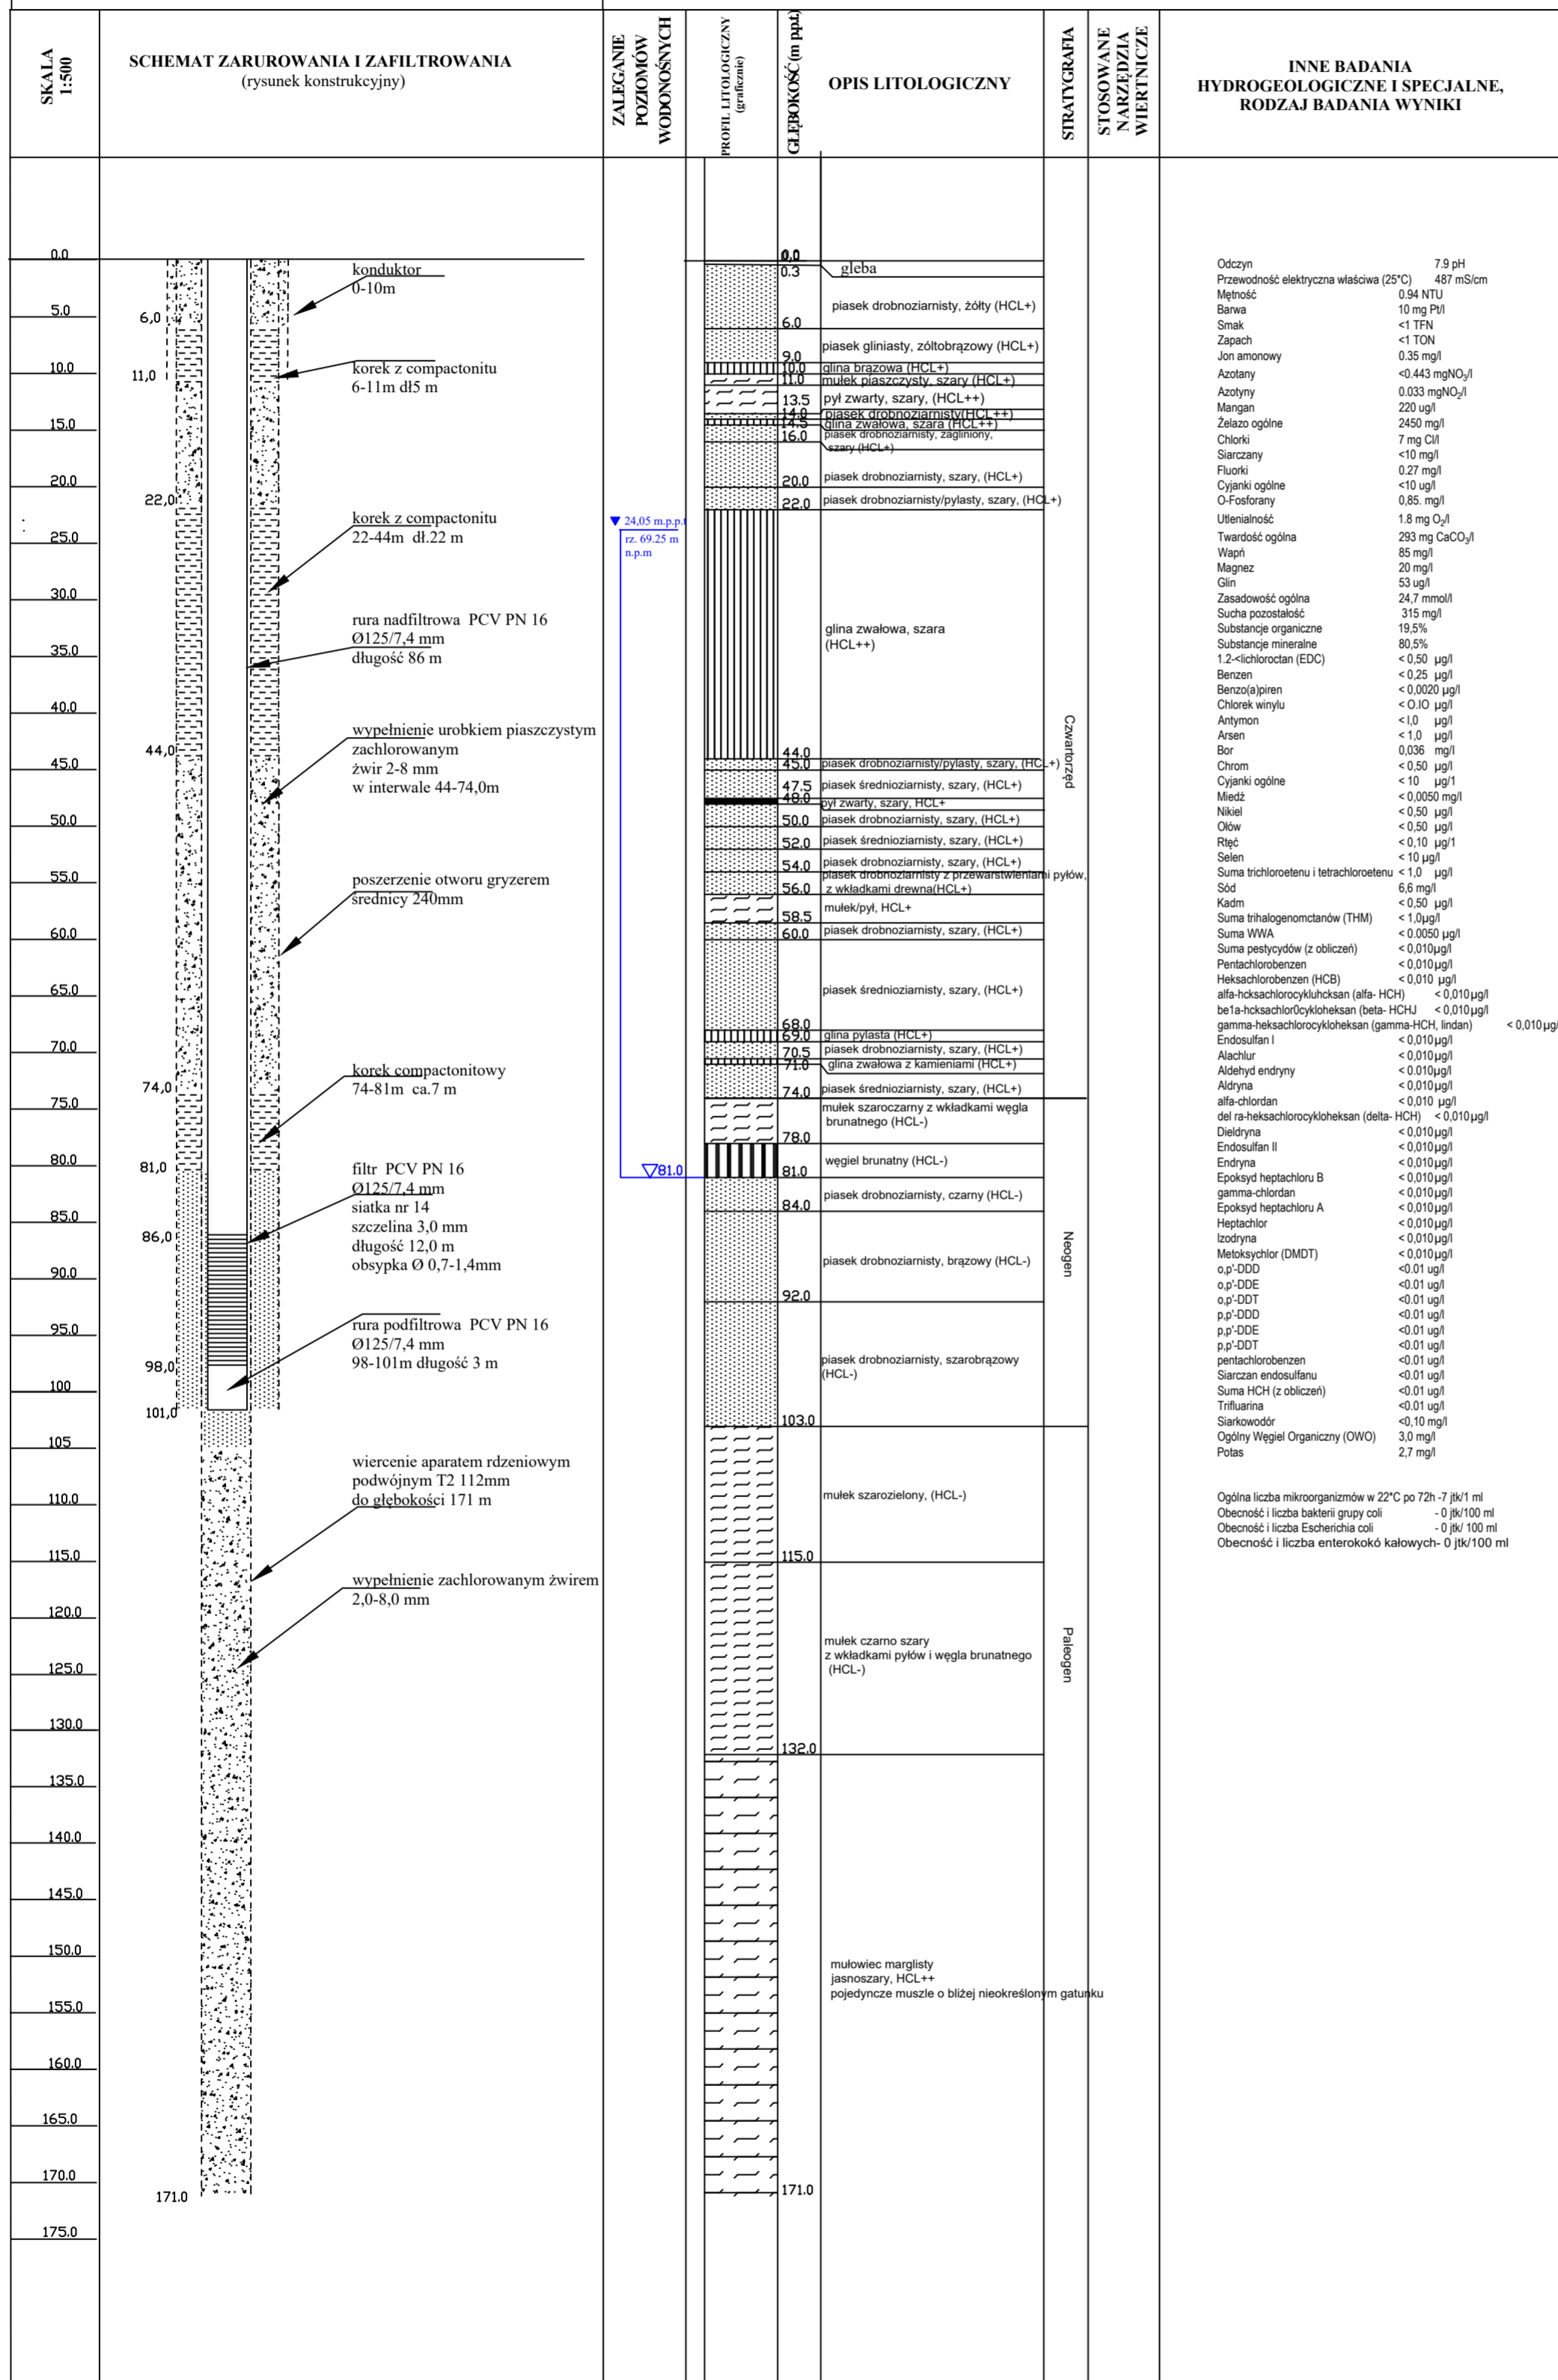 SKALA
1:500
SCHEMAT ZARUROWANIA I ZAFILTROWANIA
(rysunek konstrukcyjny)
ZALEGANIE
POZIOMÓW
WODONOŚNYCH
PROFIL LITOLOGICZNY
(graficznie)
GŁĘBOKOŚĆ (m p.p.t.)
OPIS LITOLOGICZNY
STRATYGRAFIA
STOSOWANE
NARZĘDZIA
WIERTNICZE
INNE BADANIA
HYDROGEOLOGICZNE I SPECJALNE,
RODZAJ BADANIA WYNIKI
0.0
5.0
10.0
15.0
20.0
25.0
30.0
35.0
40.0
45.0
50.0
55.0
60.0
65.0
70.0
75.0
80.0
85.0
90.0
95.0
100
105
110.0
115.0
120.0
125.0
130.0
135.0
140.0
145.0
150.0
155.0
160.0
165.0
170.0
175.0
6,0
11,0
22,0
44,0
74,0
81,0
86,0
98,0
101,0
171.0
konduktor
0-10m
korek z compactonitu
6-11m dł5 m
korek z compactonitu
22-44m dł.22 m
rura nadfiltrowa PCV PN 16
Ø125/7,4 mm
długość 86 m
wypełnienie urobkiem piaszczystym
zachlorowanym
żwir 2-8 mm
w interwale 44-74,0m
poszerzenie otworu gryzerem
średnicy 240mm
korek compactonitowy
74-81m ca.7 m
filtr PCV PN 16
Ø125/7,4 mm
siatka nr 14
szczelina 3,0 mm
długość 12,0 m
obsypka Ø 0,7-1,4mm
rura podfiltrowa PCV PN 16
Ø125/7,4 mm
98-101m długość 3 m
wiercenie aparatem rdzeniowym
podwójnym T2 112mm
do głębokości 171 m
wypełnienie zachlorowanym żwirem
2,0-8,0 mm
24,05 m.p.p.t
rz. 69.25 m
n.p.m
81.0
0,0
0.3 gleba
piasek drobnoziarnisty, żółty (HCL+)
6.0
piasek gliniasty, zóltobrązowy (HCL+)
9.0
10.0 glina brązowa (HCL+)
11.0 mułek piaszczysty, szary (HCL+)
13.5 pył zwarty, szary, (HCL++)
14.0 piasek drobnoziarnisty(HCL++)
14.5 glina zwałowa, szara (HCL++)
16.0 piasek drobnoziarnisty, zagliniony,
szary (HCL+)
20.0 piasek drobnoziarnisty, szary, (HCL+)
22.0 piasek drobnoziarnisty/pylasty, szary, (HCL+)
glina zwałowa, szara
(HCL++)
44.0
45.0 piasek drobnoziarnisty/pylasty, szary, (HCL+)
47.5 piasek średnioziarnisty, szary, (HCL+)
48.0 pył zwarty, szary, HCL+
50.0 piasek drobnoziarnisty, szary, (HCL+)
52.0 piasek średnioziarnisty, szary, (HCL+)
54.0 piasek drobnoziarnisty, szary, (HCL+)
piasek drobnoziarnisty z przewarstwieniami pyłów,
56.0 z wkładkami drewna(HCL+)
mułek/pył, HCL+
58.5
60.0 piasek drobnoziarnisty, szary, (HCL+)
piasek średnioziarnisty, szary, (HCL+)
68.0
69.0 glina pylasta (HCL+)
70.5 piasek drobnoziarnisty, szary, (HCL+)
71.0 glina zwałowa z kamieniami (HCL+)
74.0 piasek średnioziarnisty, szary, (HCL+)
mułek szaroczarny z wkładkami węgla
brunatnego (HCL-)
78.0
węgiel brunatny (HCL-)
81.0
piasek drobnoziarnisty, czarny (HCL-)
84.0
piasek drobnoziarnisty, brązowy (HCL-)
92.0
piasek drobnoziarnisty, szarobrązowy
(HCL-)
103.0
mułek szarozielony, (HCL-)
115.0
mułek czarno szary
z wkładkami pyłów i węgla brunatnego
(HCL-)
132.0
mułowiec marglisty
jasnoszary, HCL++
pojedyncze muszle o bliżej nieokreślonym gatunku
171.0
Czwartorzęd
Neogen
Paleogen
Odczyn 7.9 pH
Przewodność elektryczna właściwa (25°C) 487 mS/cm
Mętność 0.94 NTU
Barwa 10 mg Pt/l
Smak <1 TFN
Zapach <1 TON
Jon amonowy 0.35 mg/l
Azotany <0.443 mgNO3/l
Azotyny 0.033 mgNO2/l
Mangan 220 ug/l
Żelazo ogólne 2450 mg/l
Chlorki 7 mg Cl/l
Siarczany <10 mg/l
Fluorki 0.27 mg/l
Cyjanki ogólne <10 ug/l
O-Fosforany 0,85. mg/l
Utlenialność 1.8 mg O2/l
Twardość ogólna 293 mg CaCO3/l
Wapń 85 mg/l
Magnez 20 mg/l
Glin 53 ug/l
Zasadowość ogólna 24,7 mmol/l
Sucha pozostałość 315 mg/l
Substancje organiczne 19,5%
Substancje mineralne 80,5%
1.2-<lichloroctan (EDC) < 0,50 µg/l
Benzen < 0,25 µg/l
Benzo(a)piren < 0,0020 µg/l
Chlorek winylu < O.IO µg/l
Antymon < l,0 µg/l
Arsen < 1,0 µg/l
Bor 0,036 mg/l
Chrom < 0,50 µg/l
Cyjanki ogólne < 10 µg/1
Miedź < 0,0050 mg/l
Nikiel < 0,50 µg/l
Ołów < 0,50 µg/l
Rtęć < 0,10 µg/1
Selen < 10 µg/l
Suma trichloroetenu i tetrachloroetenu < 1,0 µg/l
Sód 6,6 mg/l
Kadm < 0,50 µg/l
Suma trihalogenomctanów (THM) < 1,0µg/l
Suma WWA < 0.0050 µg/l
Suma pestycydów (z obliczeń) < 0,010µg/l
Pentachlorobenzen < 0,010µg/l
Heksachlorobenzen (HCB) < 0,010 µg/l
alfa-hcksachlorocykluhcksan (alfa- HCH) < 0,010µg/l
be1a-hcksachlor0cykloheksan (beta- HCHJ < 0,010µg/l
gamma-heksachlorocykloheksan (gamma-HCH, lindan) < 0,010µg/
Endosulfan I < 0,010µg/l
Alachlur < 0,010µg/l
Aldehyd endryny < 0.010µg/l
Aldryna < 0,010µg/l
alfa-chlordan < 0,010 µg/l
del ra-heksachlorocykloheksan (delta- HCH) < 0,010µg/l
Dieldryna < 0,010µg/l
Endosulfan II < 0,010µg/l
Endryna < 0,010µg/l
Epoksyd heptachloru B < 0,010µg/l
gamma-chlordan < 0,010µg/l
Epoksyd heptachloru A < 0,010µg/l
Heptachlor < 0,010µg/l
Izodryna < 0,010µg/l
Metoksychlor (DMDT) < 0,010µg/l
o,p'-DDD <0.01 ug/l
o,p'-DDE <0.01 ug/l
o,p'-DDT <0.01 ug/l
p,p'-DDD <0.01 ug/l
p,p'-DDE <0.01 ug/l
p,p'-DDT <0.01 ug/l
pentachlorobenzen <0.01 ug/l
Siarczan endosulfanu <0.01 ug/l
Suma HCH (z obliczeń) <0.01 ug/l
Trifluarina <0.01 ug/l
Siarkowodór <0,10 mg/l
Ogólny Węgiel Organiczny (OWO) 3,0 mg/l
Potas 2,7 mg/l
Ogólna liczba mikroorganizmów w 22°C po 72h -7 jtk/1 ml
Obecność i liczba bakterii grupy coli - 0 jtk/100 ml
Obecność i liczba Escherichia coli - 0 jtk/ 100 ml
Obecność i liczba enterokokó kałowych- 0 jtk/100 ml